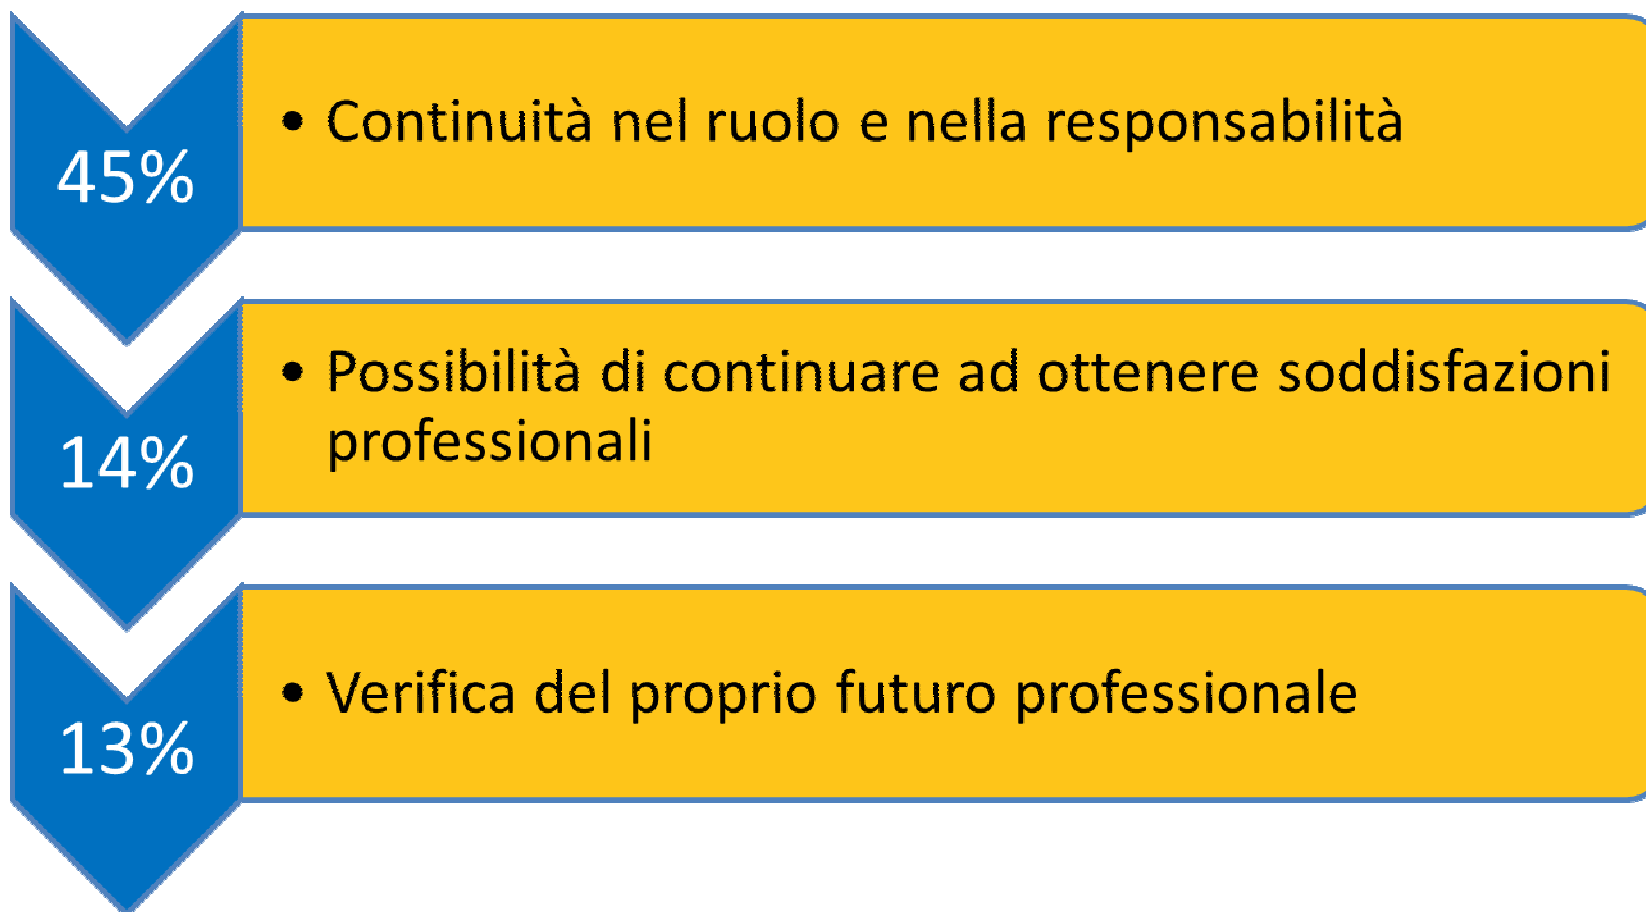 45%
• Continuità nel ruolo e nella responsabilità
14%
• Possibilità di continuare ad ottenere soddisfazioni
professionali
13%
• Verifica del proprio futuro professionale